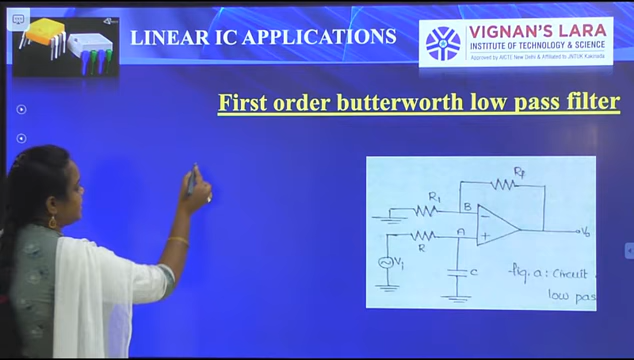 LINEAR IC APPLICATIONS
VIGNAN'S LARA
INSTITUTE OF TECHNOLOGY & SCIENCE
Approved by AICTE New Delhi & Affiliated to JNTUK Kakinada
First order butterworth low pass filter
Rf
R1
B
−
+
A
R
Vo
Vi
C
Fig. a: Circuit
low pas